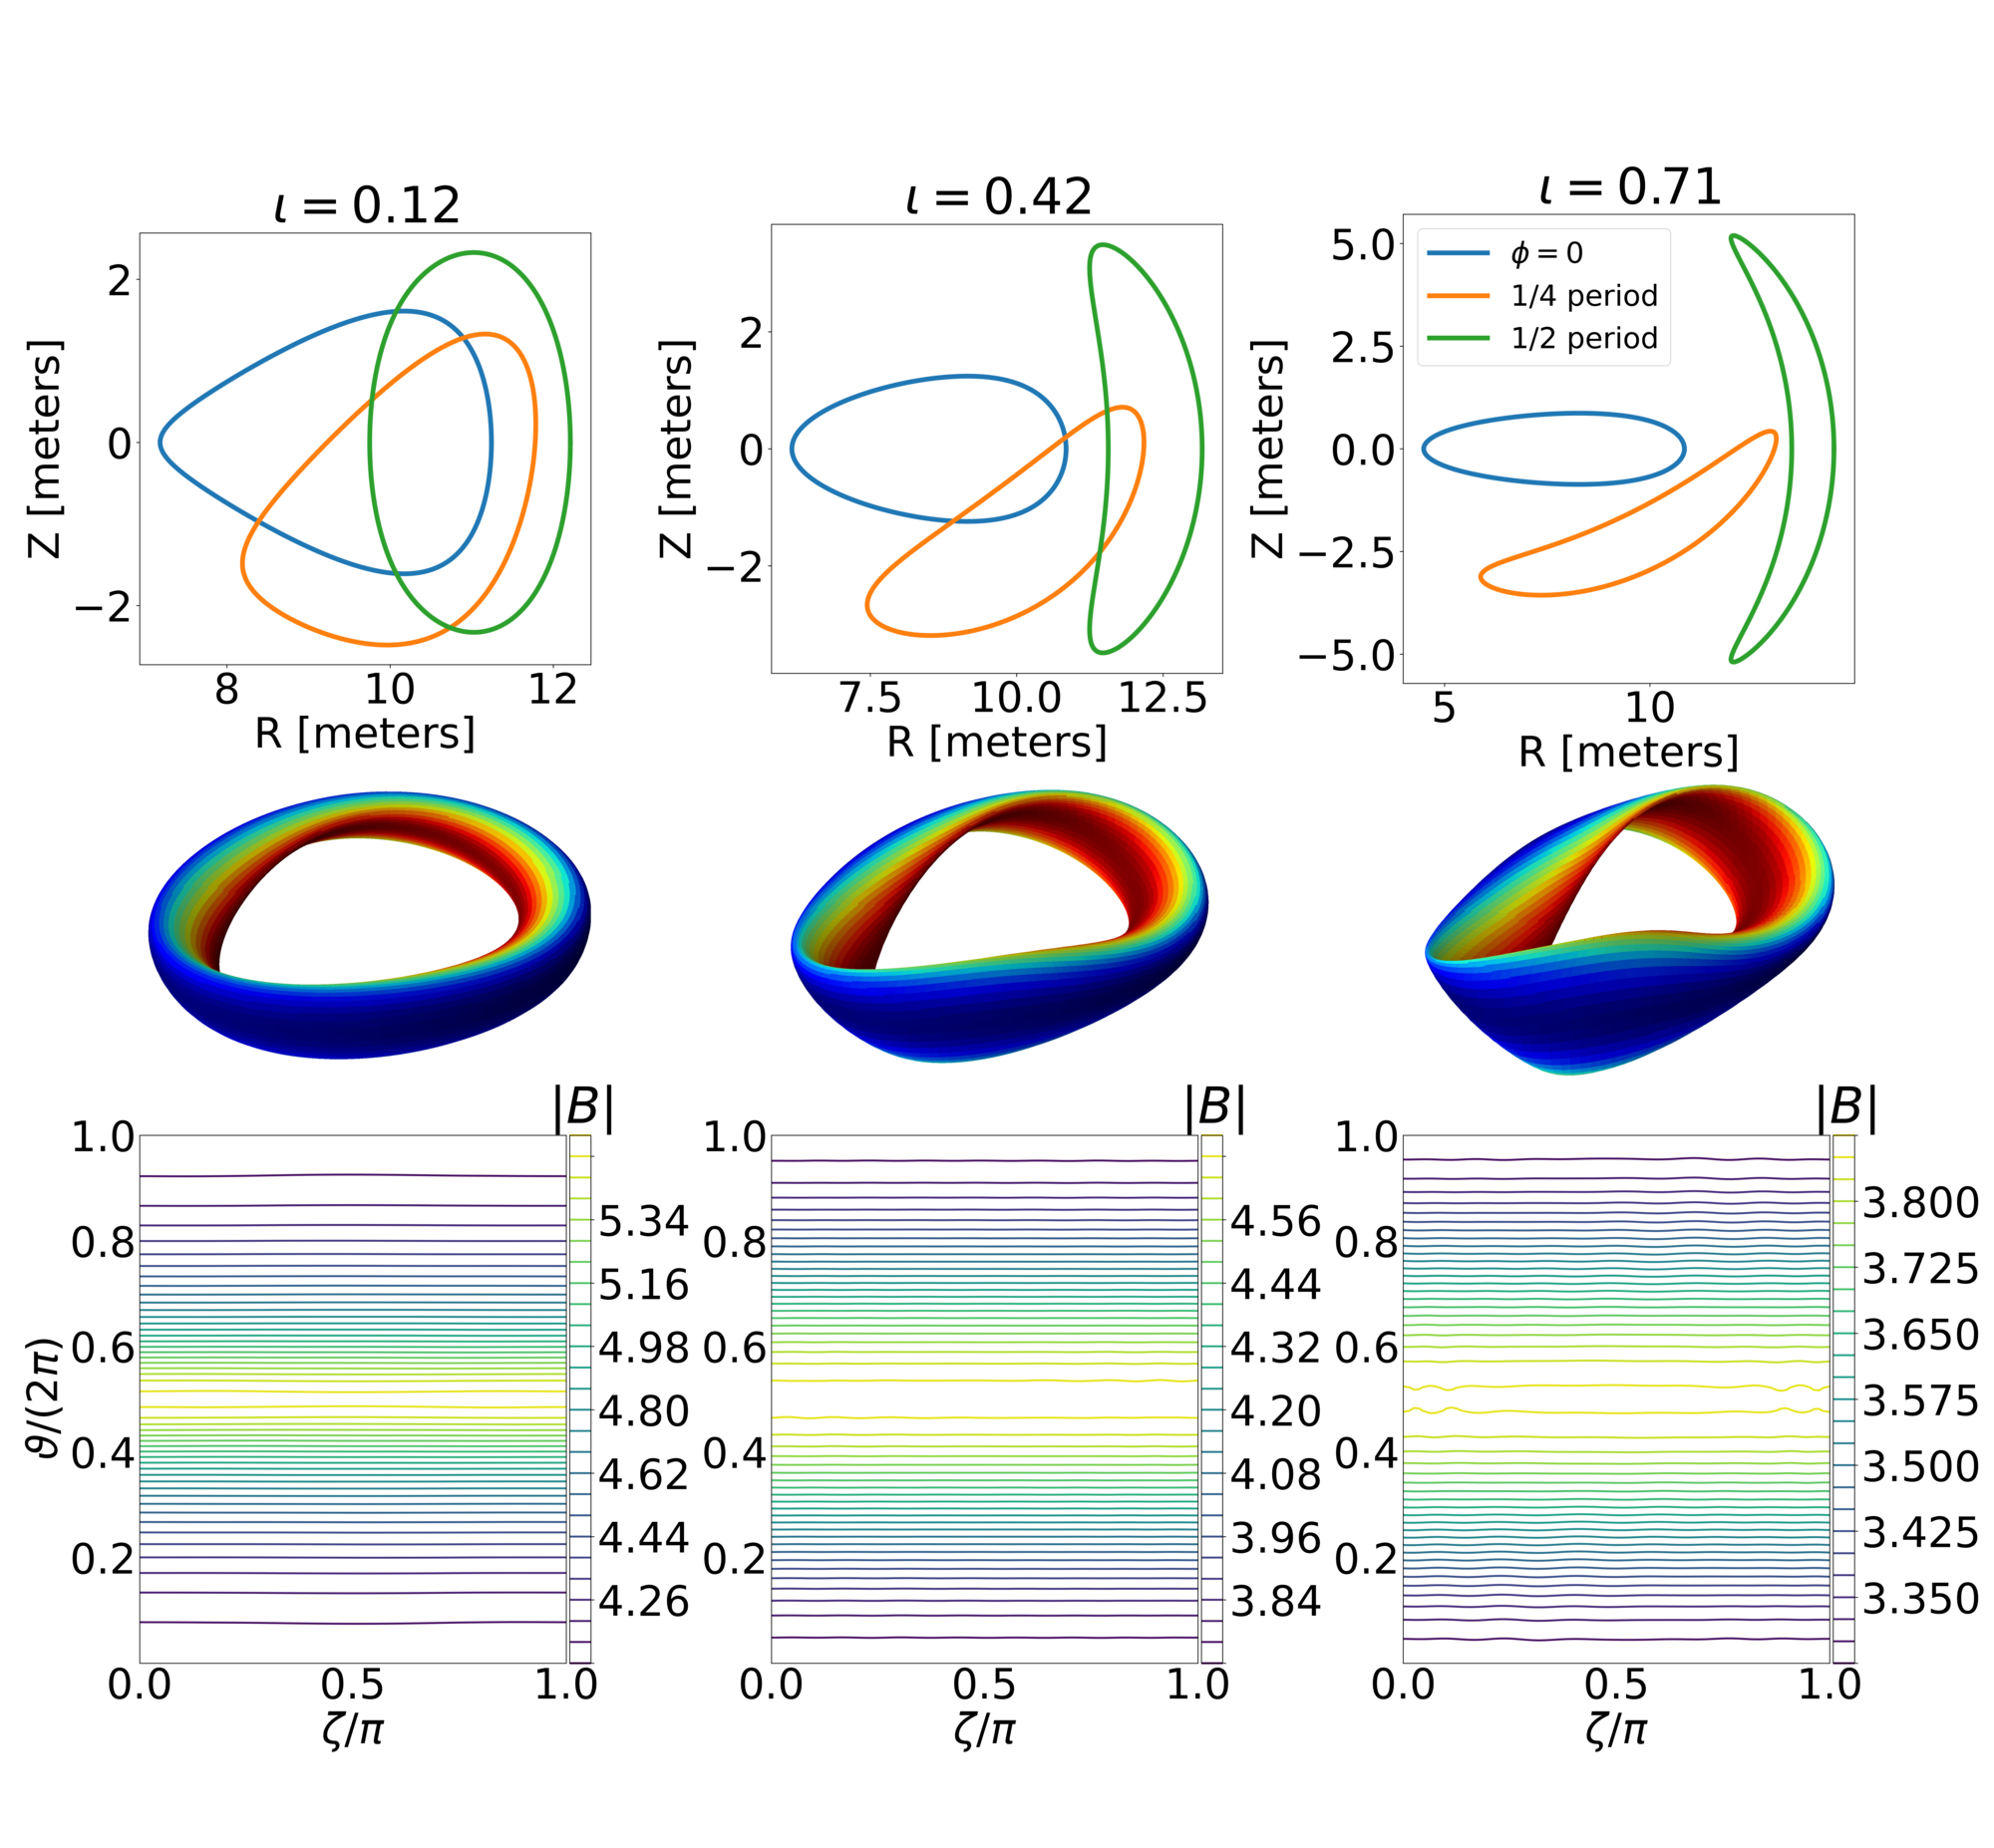 ι = 0.12
2
0
−2
Z [meters]
8 10 12
R [meters]
ι = 0.42
2
0
−2
Z [meters]
7.5 10.0 12.5
R [meters]
ι = 0.71
5.0
2.5
0.0
−2.5
−5.0
Z [meters]
ϕ = 0
1/4 period
1/2 period
5 10
R [meters]
|B|
1.0
0.8
0.6
0.4
0.2
ϑ/(2π)
0.0 0.5 1.0
ζ/π
5.34
5.16
4.98
4.80
4.62
4.44
4.26
|B|
1.0
0.8
0.6
0.4
0.2
0.0 0.5 1.0
ζ/π
4.56
4.44
4.32
4.20
4.08
3.96
3.84
|B|
1.0
0.8
0.6
0.4
0.2
0.0 0.5 1.0
ζ/π
3.800
3.725
3.650
3.575
3.500
3.425
3.350